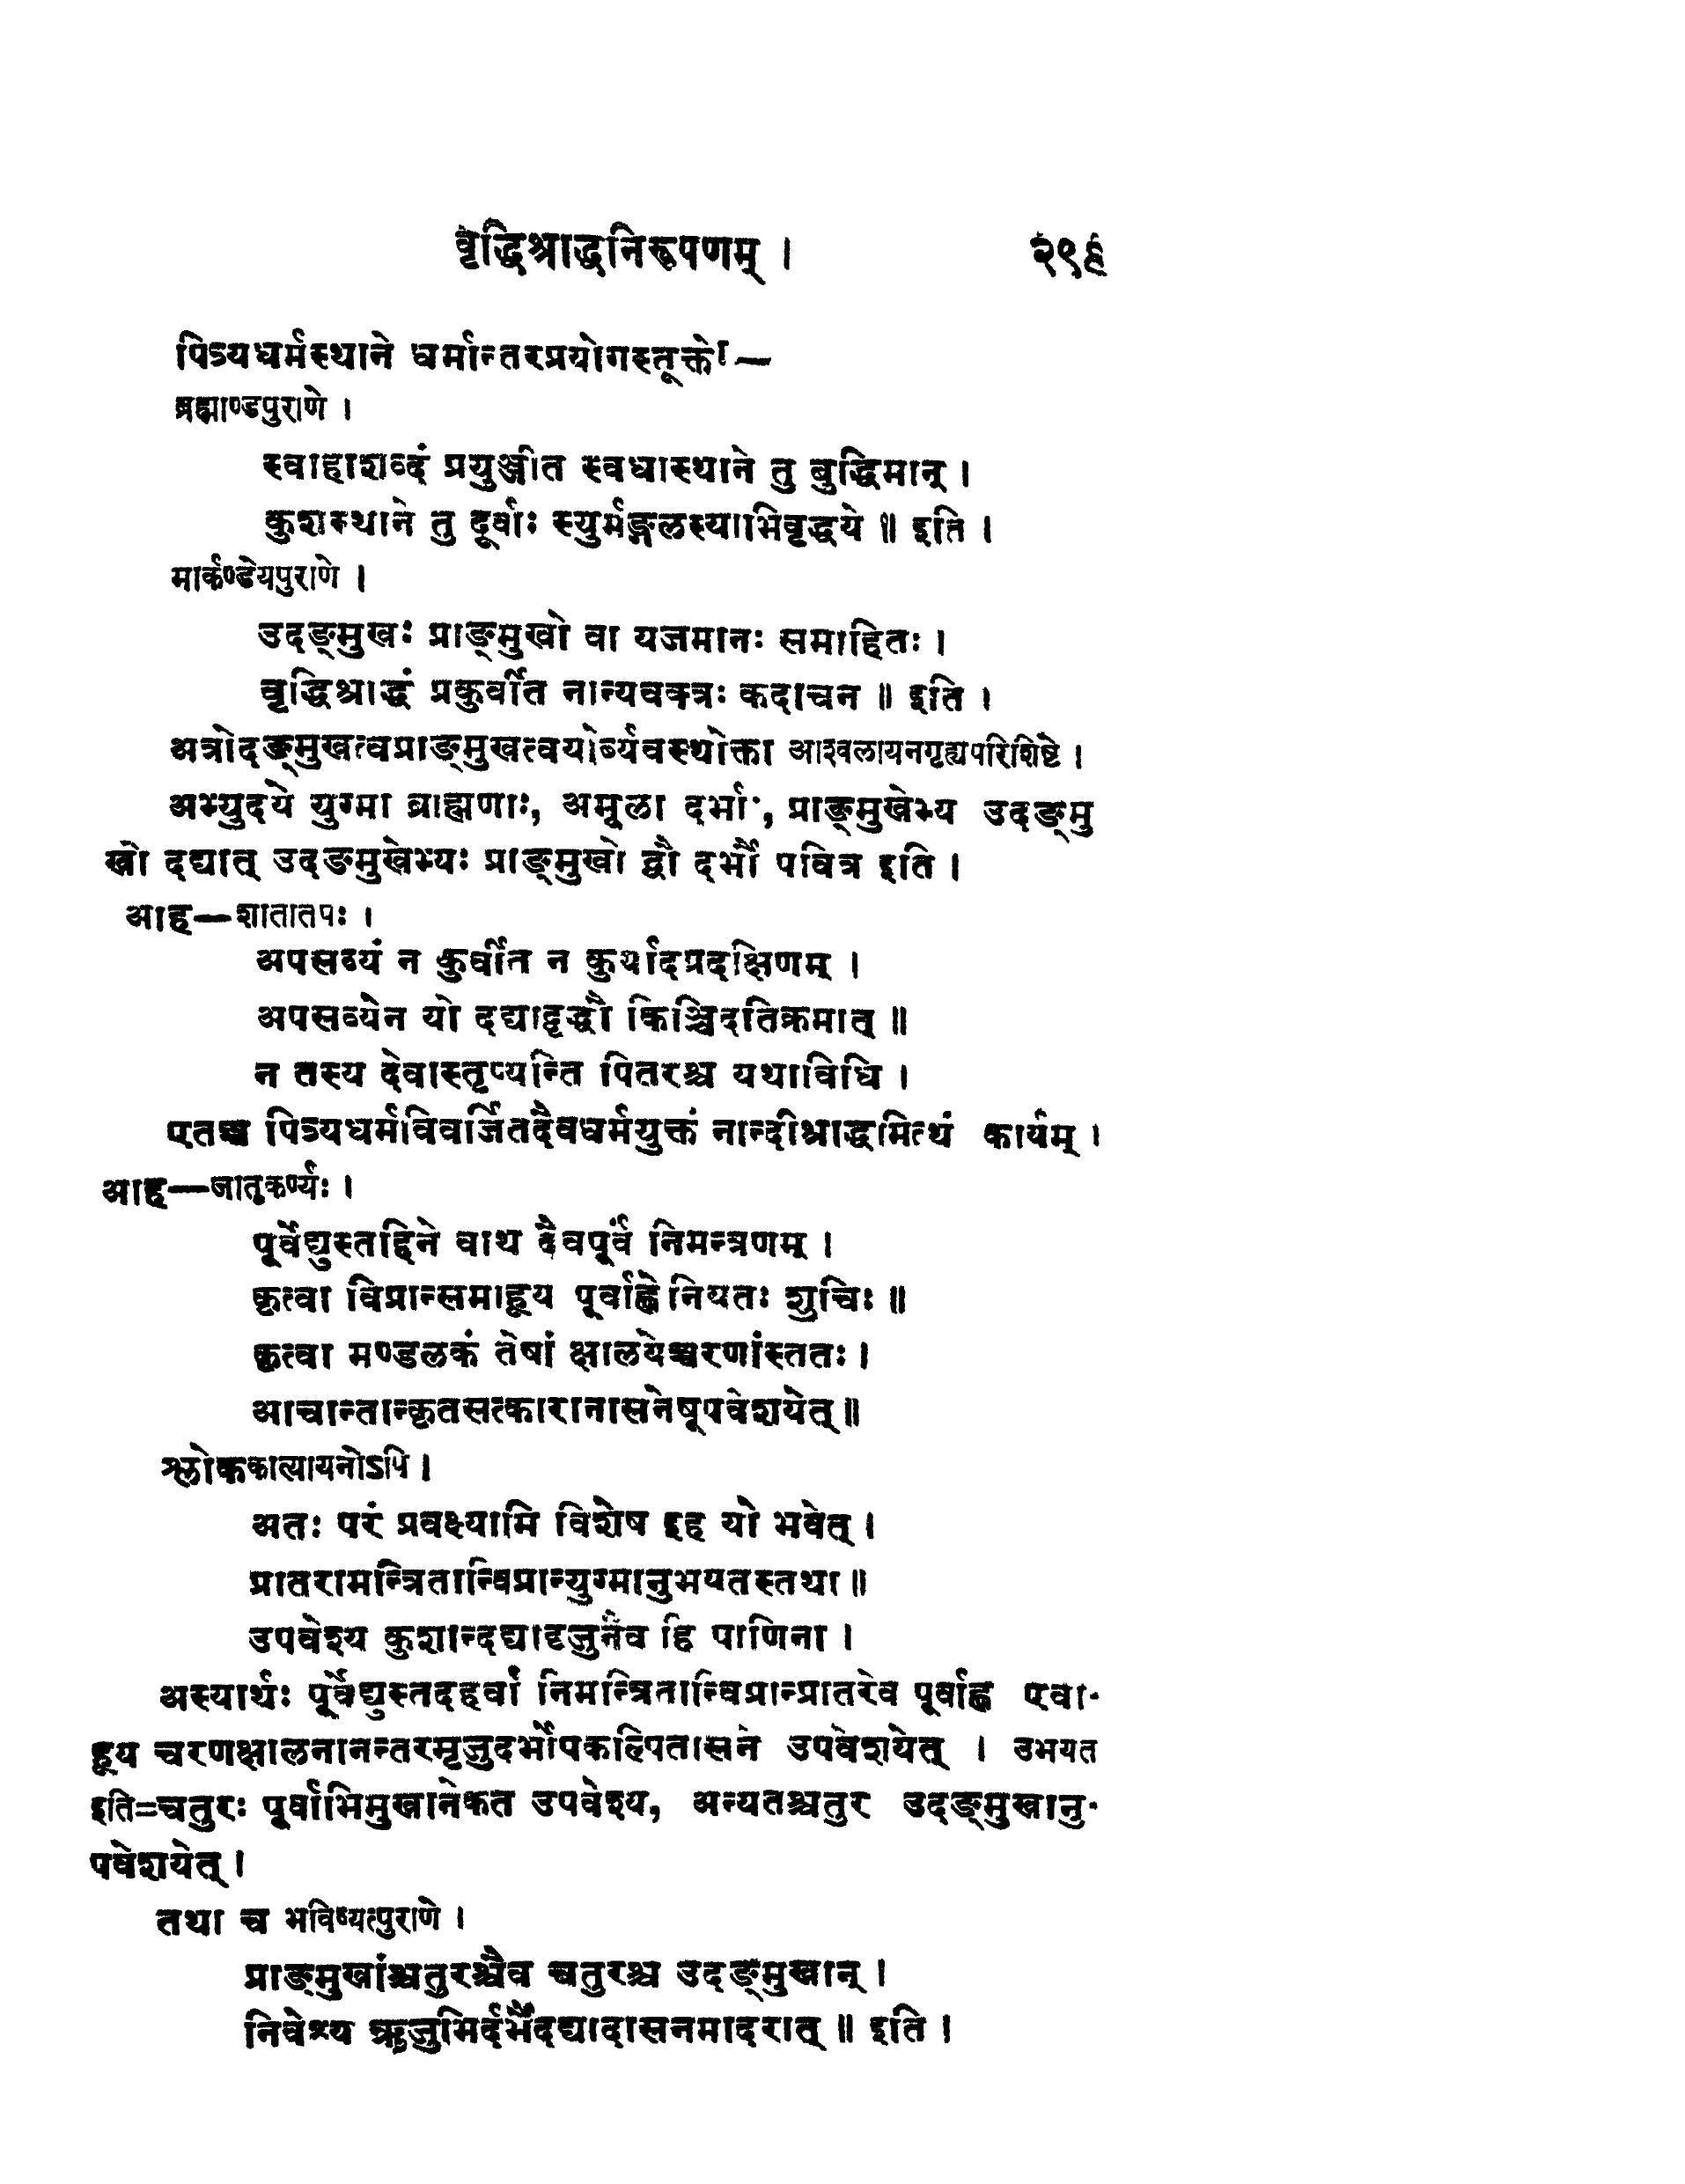 वृद्धिश्राद्धनिरूपणम् । २९६
पित्र्यधर्मस्थाने धर्मान्तरप्रयोगस्तूक्तो—
ब्रह्माण्डपुराणे ।
स्वाहाशब्दं प्रयुञ्जीत स्वधास्थाने तु बुद्धिमान् ।
कुशस्थाने तु दूर्वाः स्युर्मङ्गलस्याभिवृद्धये ॥ इति ।
मार्कण्डेयपुराणे ।
उदङ्मुखः प्राङ्मुखो वा यजमानः समाहितः ।
वृद्धिश्राद्धं प्रकुर्वीत नान्यवक्त्रः कदाचन ॥ इति ।
अत्रोदङ्मुखत्वप्राङ्मुखत्वयोर्व्यवस्थोक्ता आश्वलायनगृह्यपरिशिष्टे ।
अभ्युदये युग्मा ब्राह्मणाः, अमूला दर्भाः, प्राङ्मुखेभ्य उदङ्मु
खो दद्यात् उदङमुखेभ्यः प्राङ्मुखो द्वौ दर्भौ पवित्र इति ।
आह—शातातपः ।
अपसव्यं न कुर्वीत न कुर्यादप्रदक्षिणम् ।
अपसव्येन यो दद्याद्वृद्धौ किञ्चिदतिक्रमात् ॥
न तस्य देवास्तृप्यन्ति पितरश्च यथाविधि ।
एतच्च पित्र्यधर्मविवर्जितदैवधर्मयुक्तं नान्दीश्राद्धमित्थं कार्यम् ।
आह—जातुकर्ण्यः ।
पूर्वेद्युस्तद्दिने वाथ दैवपूर्वं निमन्त्रणम् ।
कृत्वा विप्रान्समाहूय पूर्वाह्णे नियतः शुचिः ॥
कृत्वा मण्डलकं तेषां क्षालयेच्चरणांस्ततः ।
आचान्तान्कृतसत्कारानासनेषूपवेशयेत् ॥
श्लोककात्यायनोऽपि ।
अतः परं प्रवक्ष्यामि विशेष इह यो भवेत् ।
प्रातरामन्त्रितान्विप्रान्युग्मानुभयतस्तथा ॥
उपवेश्य कुशान्दद्यादृजुनैव हि पाणिना ।
अस्यार्थः पूर्वेद्युस्तदहर्वा निमन्त्रितान्विप्रान्प्रातरेव पूर्वाह्ण एवा-
हूय चरणक्षालनानन्तरमृजुदर्भोपकल्पितासने उपवेशयेत् । उभयत
इति=चतुरः पूर्वाभिमुखानेकत उपवेश्य, अन्यतश्चतुर उदङ्मुखानु-
पवेशयेत् ।
तथा च भविष्यत्पुराणे ।
प्राङ्मुखांश्चतुरश्चैव चतुरश्च उदङ्मुखान् ।
निवेश्य ऋजुभिर्दर्भैर्दद्यादासनमादरात् ॥ इति ।